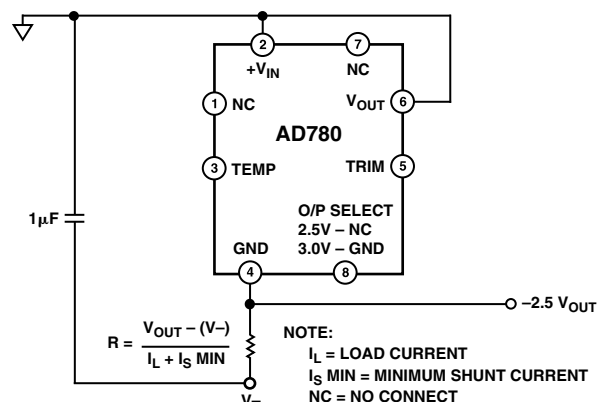 2
7
+VIN
NC
1
NC
VOUT
6
AD780
3
TEMP
TRIM
5
O/P SELECT
2.5V – NC
3.0V – GND
1µF
GND
4
8
–2.5 VOUT
R = VOUT – (V–)
IL + IS MIN
NOTE:
IL = LOAD CURRENT
IS MIN = MINIMUM SHUNT CURRENT
NC = NO CONNECT
V–